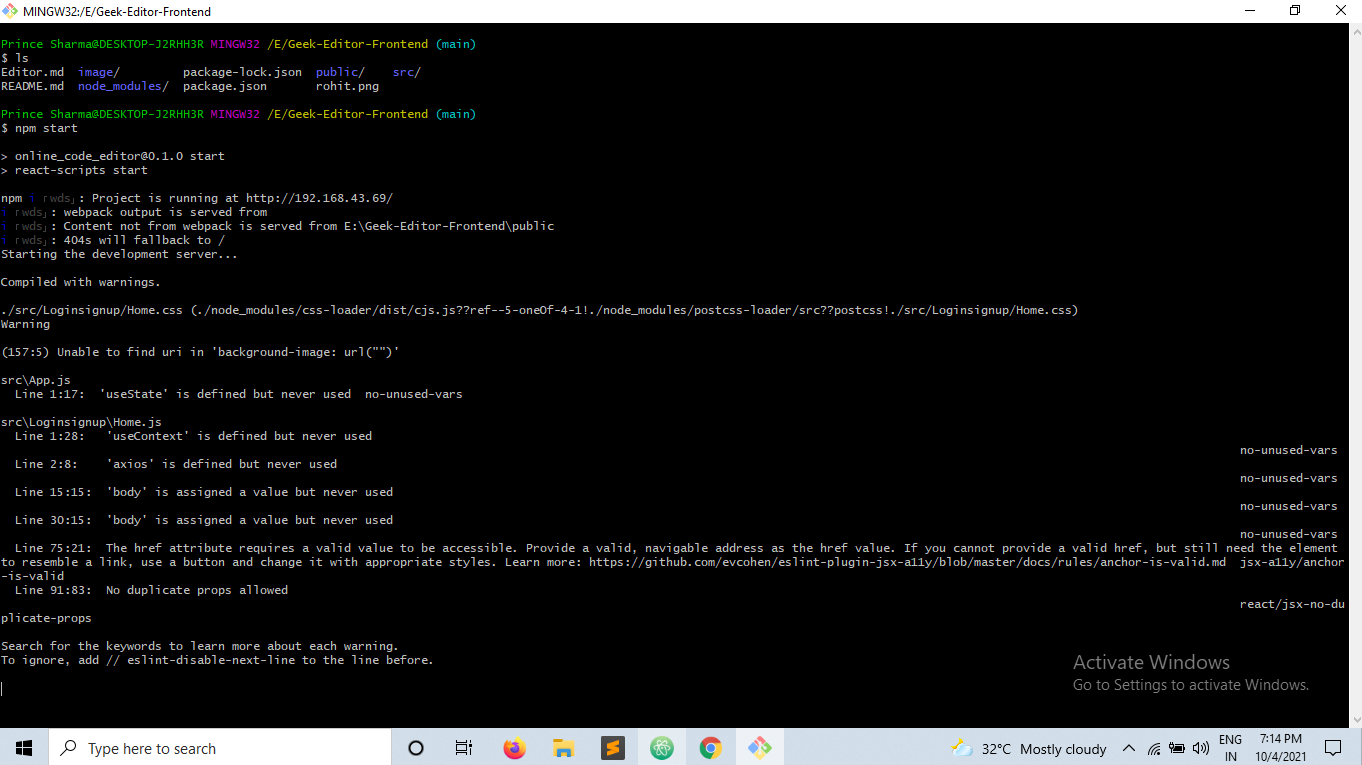 MINGW32:/E/Geek-Editor-Frontend
Prince Sharma@DESKTOP-J2RHH3R MINGW32 /E/Geek-Editor-Frontend (main)
$ ls
Editor.md  image/         package-lock.json  public/    src/
README.md  node_modules/  package.json       rohit.png
Prince Sharma@DESKTOP-J2RHH3R MINGW32 /E/Geek-Editor-Frontend (main)
$ npm start
> online_code_editor@0.1.0 start
> react-scripts start
npm i ｢wds｣: Project is running at http://192.168.43.69/
i ｢wds｣: webpack output is served from
i ｢wds｣: Content not from webpack is served from E:\Geek-Editor-Frontend\public
i ｢wds｣: 404s will fallback to /
Starting the development server...
Compiled with warnings.
./src/Loginsignup/Home.css (./node_modules/css-loader/dist/cjs.js??ref--5-oneOf-4-1!./node_modules/postcss-loader/src??postcss!./src/Loginsignup/Home.css)
Warning
(157:5) Unable to find uri in 'background-image: url("")'
src\App.js
Line 1:17:  'useState' is defined but never used  no-unused-vars
src\Loginsignup\Home.js
Line 1:28:  'useContext' is defined but never used
no-unused-vars
Line 2:8:    'axios' is defined but never used
no-unused-vars
Line 15:15:  'body' is assigned a value but never used
no-unused-vars
Line 30:15:  'body' is assigned a value but never used
no-unused-vars
Line 75:21:  The href attribute requires a valid value to be accessible. Provide a valid, navigable address as the href value. If you cannot provide a valid href, but still need the element
to resemble a link, use a button and change it with appropriate styles. Learn more: https://github.com/evcohen/eslint-plugin-jsx-a11y/blob/master/docs/rules/anchor-is-valid.md  jsx-a11y/anchor
-is-valid
Line 91:83:  No duplicate props allowed
react/jsx-no-du
plicate-props
Search for the keywords to learn more about each warning.
To ignore, add // eslint-disable-next-line to the line before.
Activate Windows
Go to Settings to activate Windows.
Type here to search
32°C Mostly cloudy
ENG
IN
7:14 PM
10/4/2021